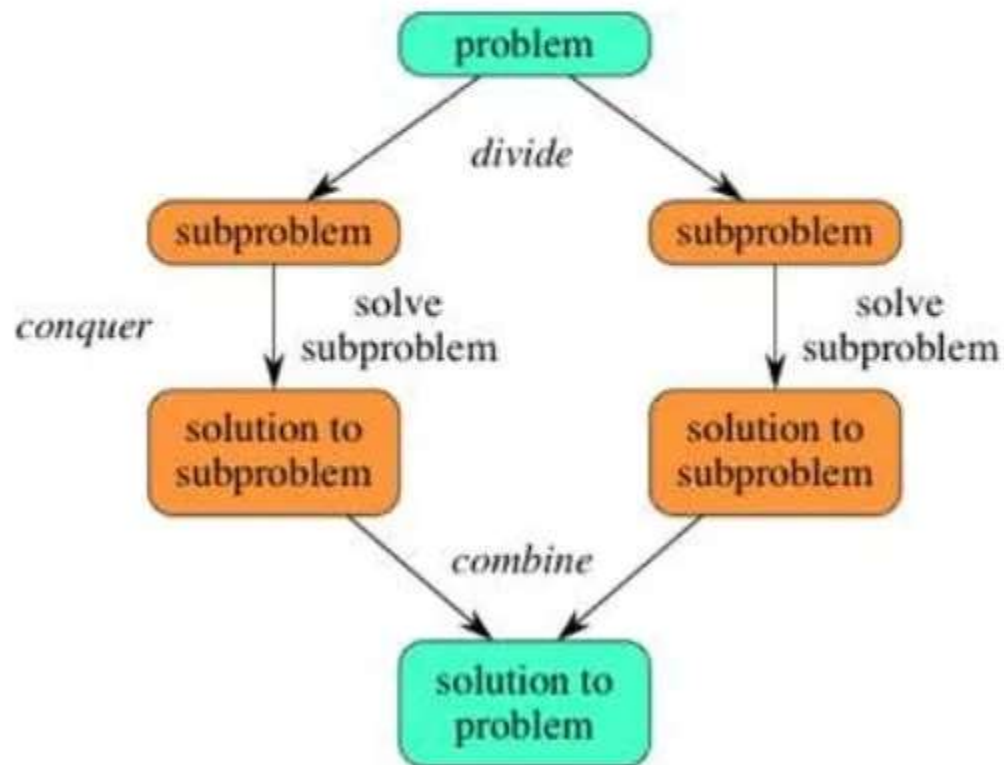 problem
divide
subproblem
subproblem
conquer
solve
subproblem
solve
subproblem
solution to
subproblem
solution to
subproblem
combine
solution to
problem